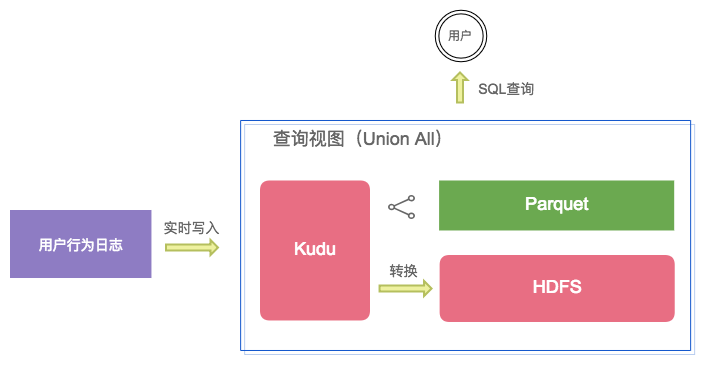 用户
SQL查询
查询视图（Union All）
用户行为日志
实时写入
Kudu
Parquet
转换
HDFS